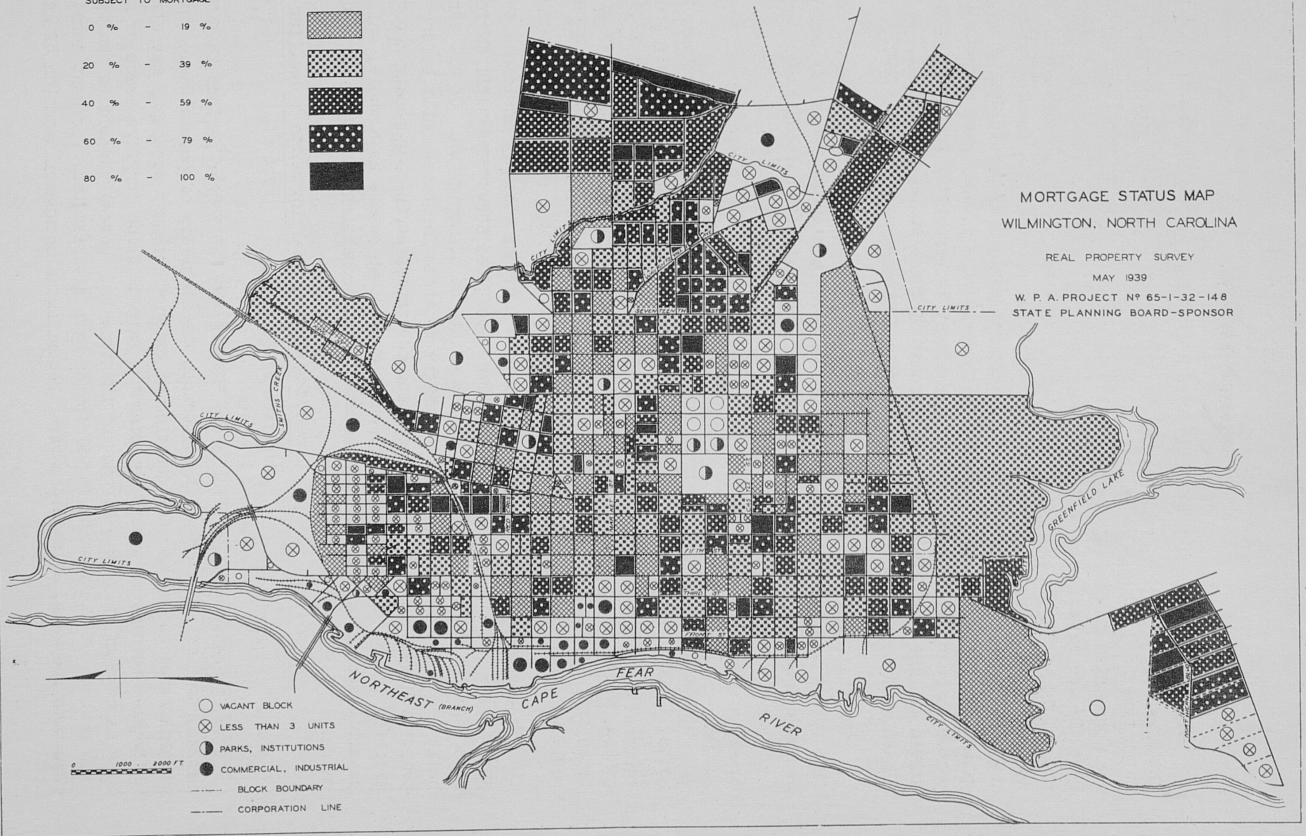 SUBJECT TO MORTGAGE
0 % - 19 %
20 % - 39 %
40 % - 59 %
60 % - 79 %
80 % - 100 %
MORTGAGE STATUS MAP
WILMINGTON, NORTH CAROLINA
REAL PROPERTY SURVEY
MAY 1939
W. P. A. PROJECT Nº 65-1-32-148
STATE PLANNING BOARD-SPONSOR
CITY LIMITS
CITY LIMITS
CITY LIMITS
SEVENTEENTH
SMITHS CREEK
CITY LIMITS
GREENFIELD LAKE
CITY LIMITS
FIFTH
THIRD
FRONT ST
NORTHEAST (BRANCH)
CAPE FEAR
RIVER
CITY LIMITS
VACANT BLOCK
LESS THAN 3 UNITS
PARKS, INSTITUTIONS
COMMERCIAL, INDUSTRIAL
BLOCK BOUNDARY
CORPORATION LINE
0 1000 2000 FT